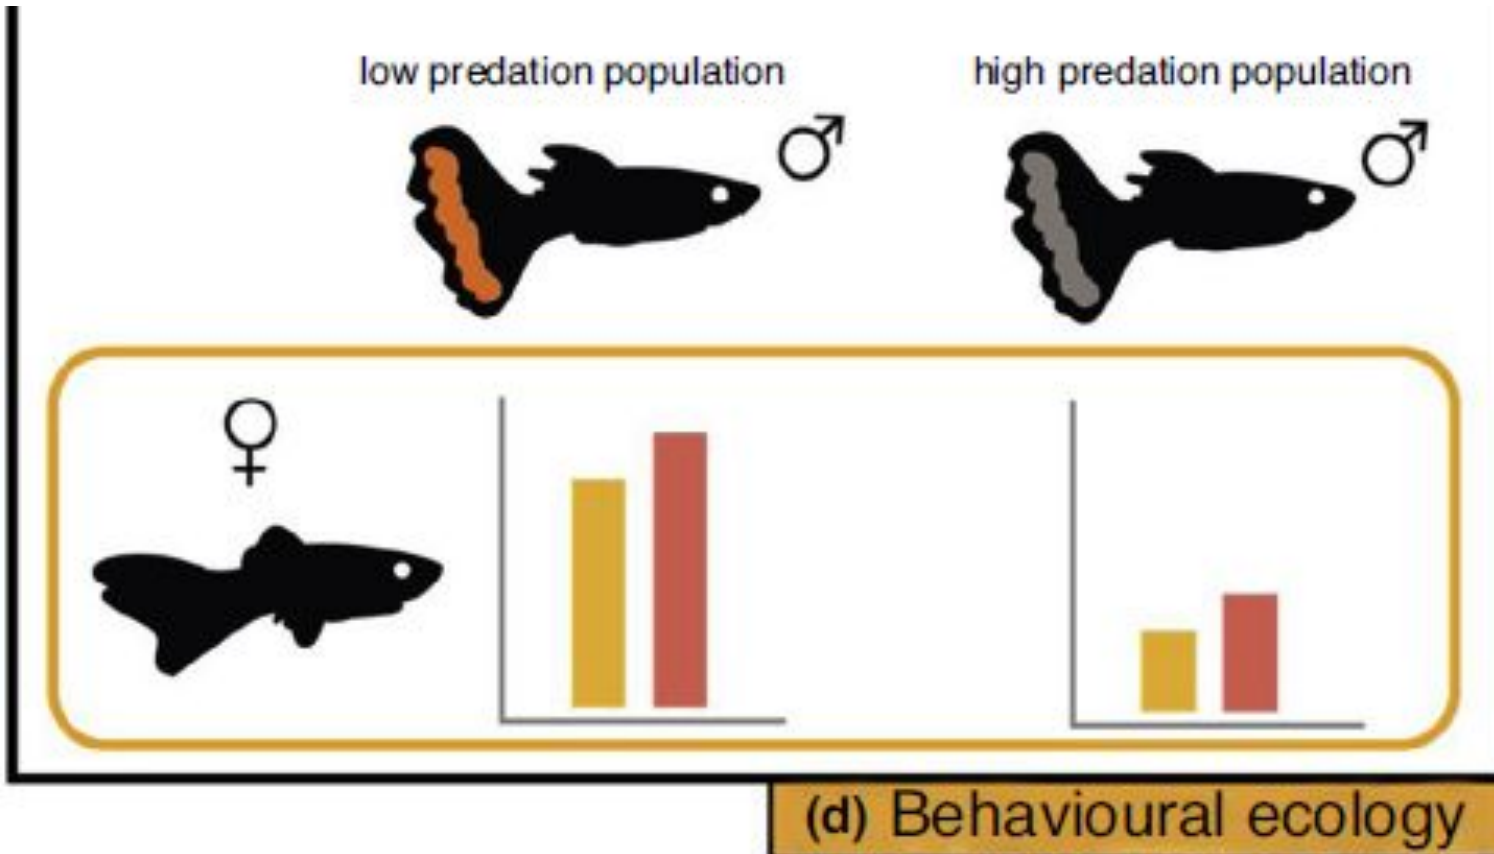 low predation population
high predation population
♂
♂
♀
(d) Behavioural ecology